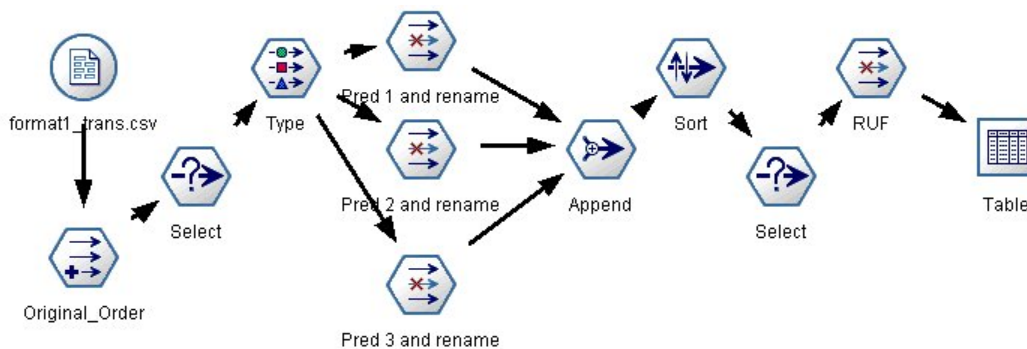 format1_trans.csv
Original_Order
Select
Type
Pred 1 and rename
Pred 2 and rename
Pred 3 and rename
Append
Sort
Select
RUF
Table